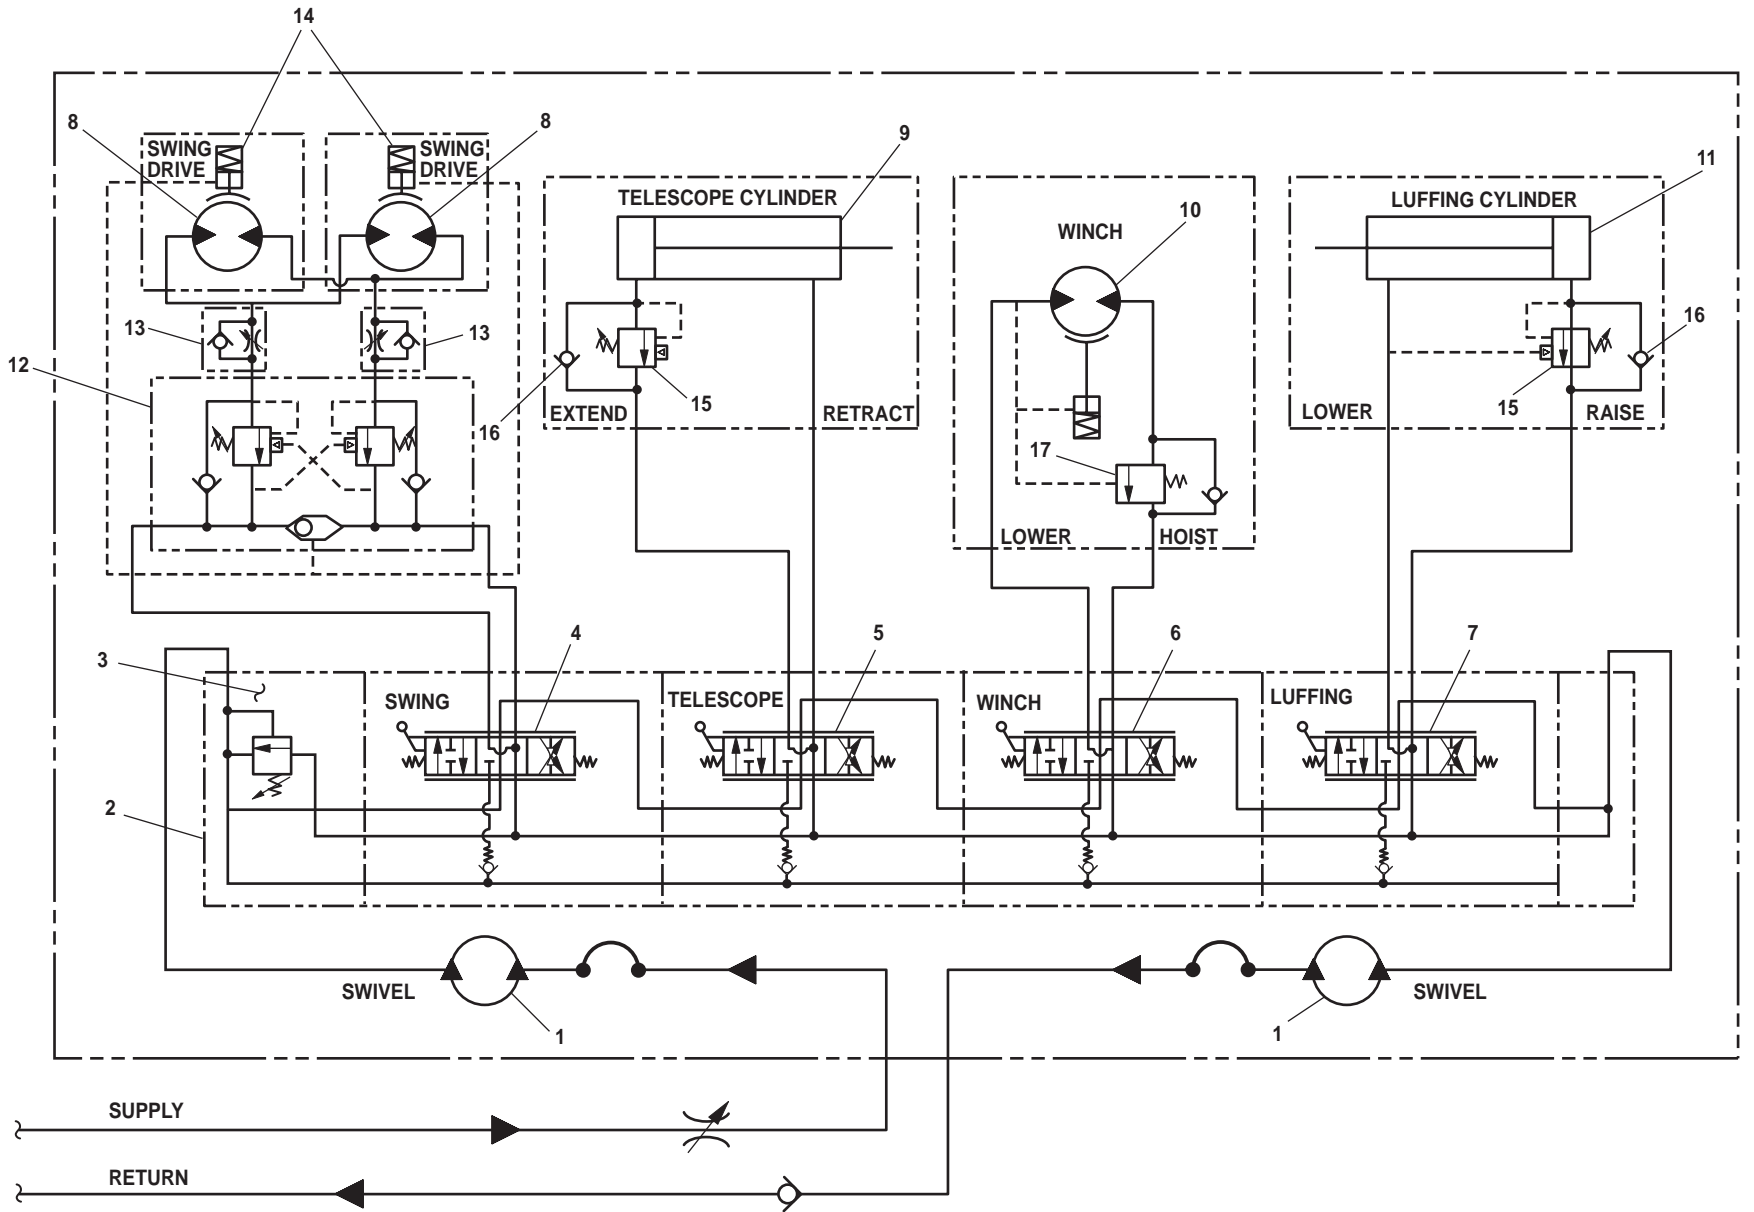 14
8
8
SWING
DRIVE
SWING
DRIVE
9
11
TELESCOPE CYLINDER
10
LUFFING CYLINDER
WINCH
13
13
16
12
15
15
EXTEND
RETRACT
LOWER
RAISE
16
17
LOWER
HOIST
4
5
6
7
3
SWING
TELESCOPE
WINCH
LUFFING
2
SWIVEL
SWIVEL
1
1
SUPPLY
RETURN